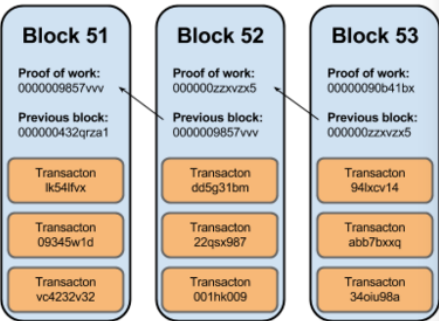 Block 51
Proof of work:
0000009857vvv
Previous block:
000000432qrza1
Transacton
lk54lfvx
Transacton
09345w1d
Transacton
vc4232v32
Block 52
Proof of work:
000000zzxvzx5
Previous block:
0000009857vvv
Transacton
dd5g31bm
Transacton
22qsx987
Transacton
001hk009
Block 53
Proof of work:
00000090b41bx
Previous block:
000000zzxvzx5
Transacton
94lxcv14
Transacton
abb7bxxq
Transacton
34oiu98a